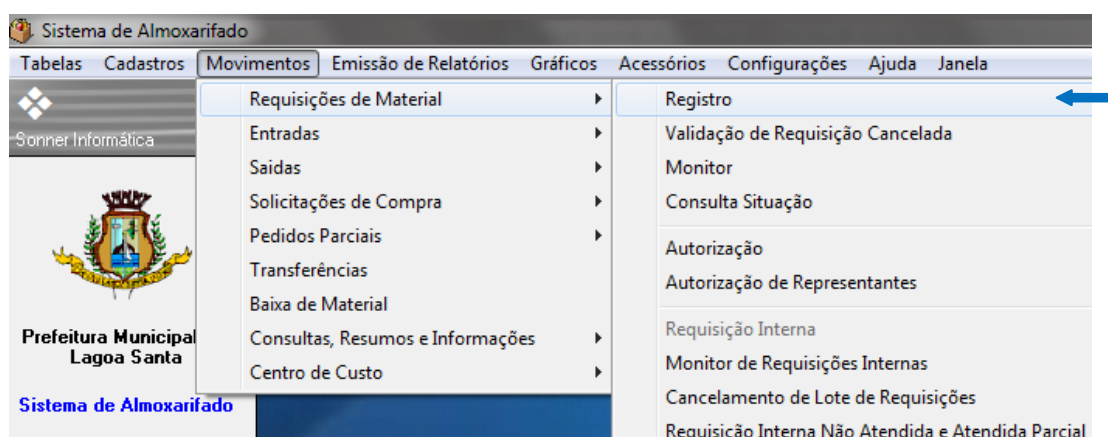 Sistema de Almoxarifado
Tabelas Cadastros Movimentos Emissão de Relatórios Gráficos Acessórios Configurações Ajuda Janela
Sonner Informática
Prefeitura Municipal
Lagoa Santa
Sistema de Almoxarifado
Requisições de Material
Entradas
Saidas
Solicitações de Compra
Pedidos Parciais
Transferências
Baixa de Material
Consultas, Resumos e Informações
Centro de Custo
Registro
Validação de Requisição Cancelada
Monitor
Consulta Situação
Autorização
Autorização de Representantes
Requisição Interna
Monitor de Requisições Internas
Cancelamento de Lote de Requisições
Requisição Interna Não Atendida e Atendida Parcial